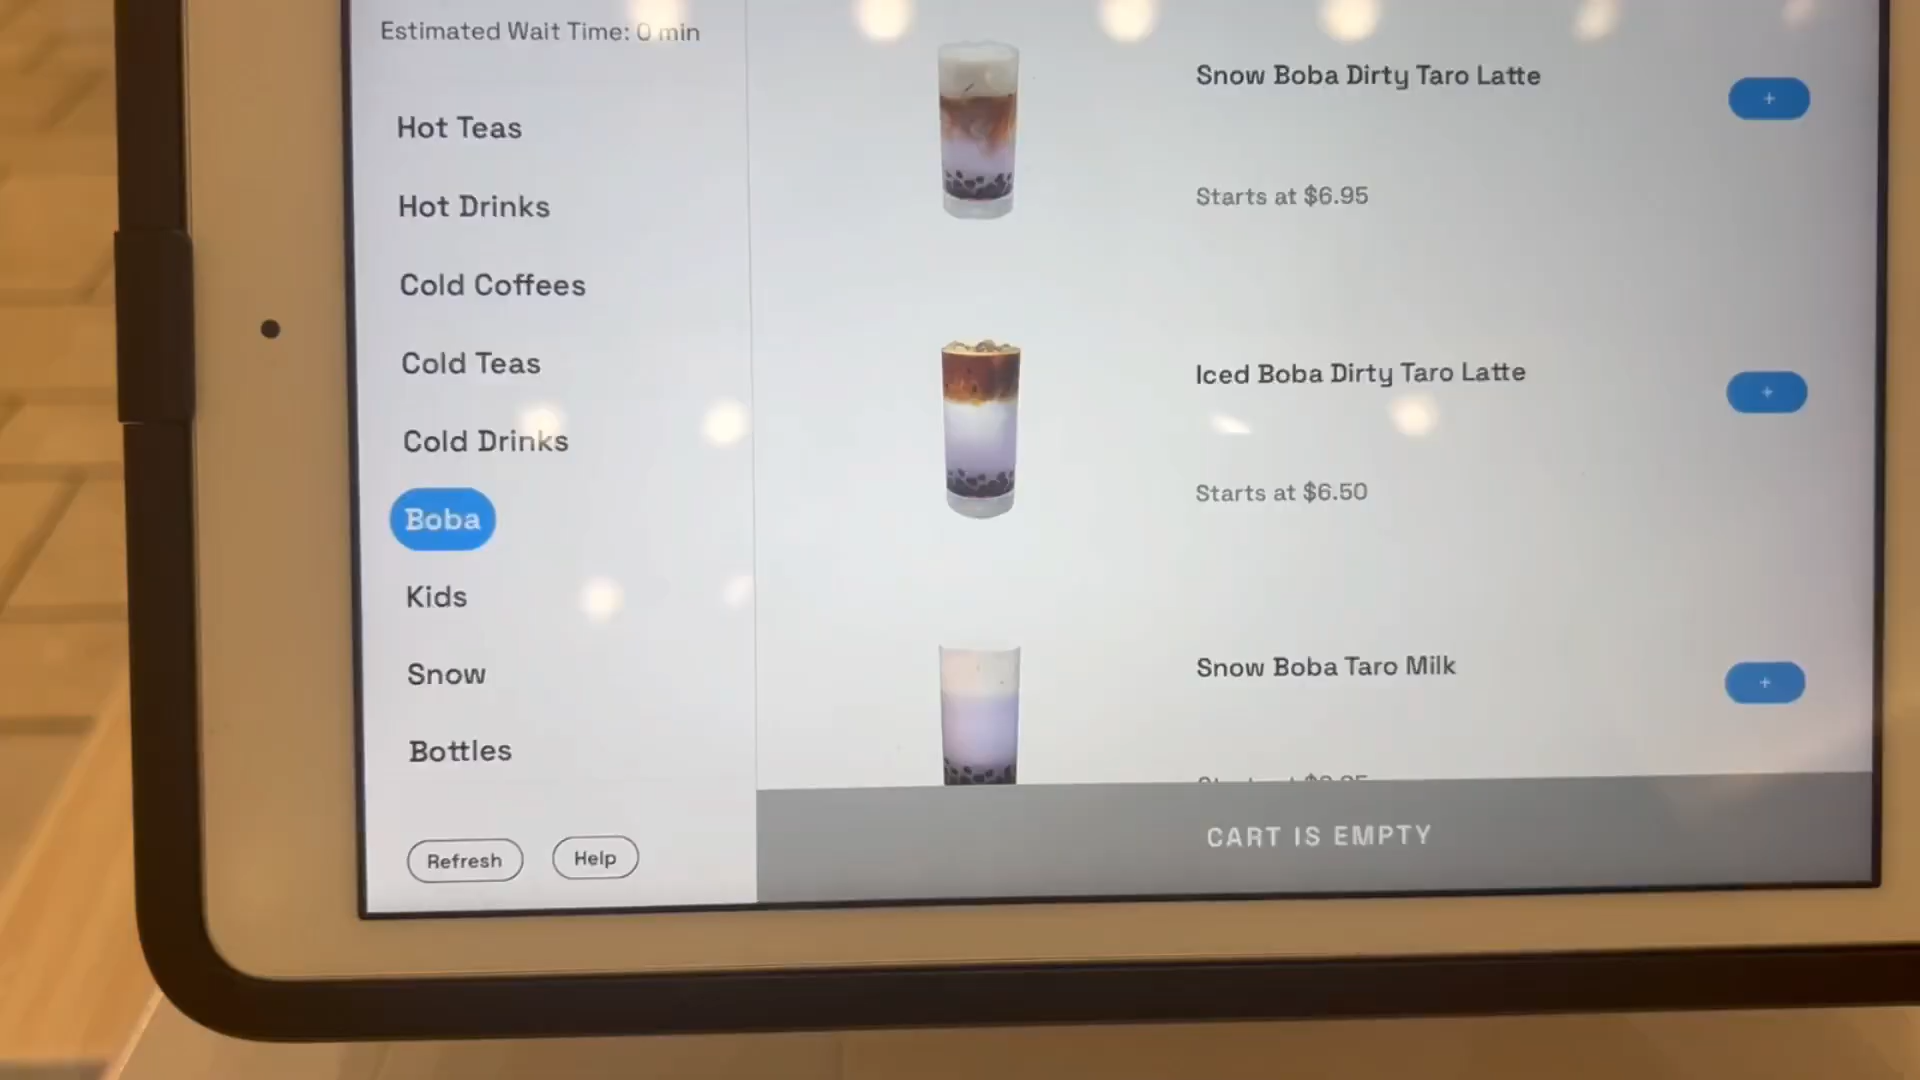 Estimated Wait Time: 0 min
Hot Teas
Hot Drinks
Cold Coffees
Cold Teas
Cold Drinks
Boba
Kids
Snow
Bottles
Refresh
Help
Snow Boba Dirty Taro Latte
+
Starts at $6.95
Iced Boba Dirty Taro Latte
+
Starts at $6.50
Snow Boba Taro Milk
+
CART IS EMPTY